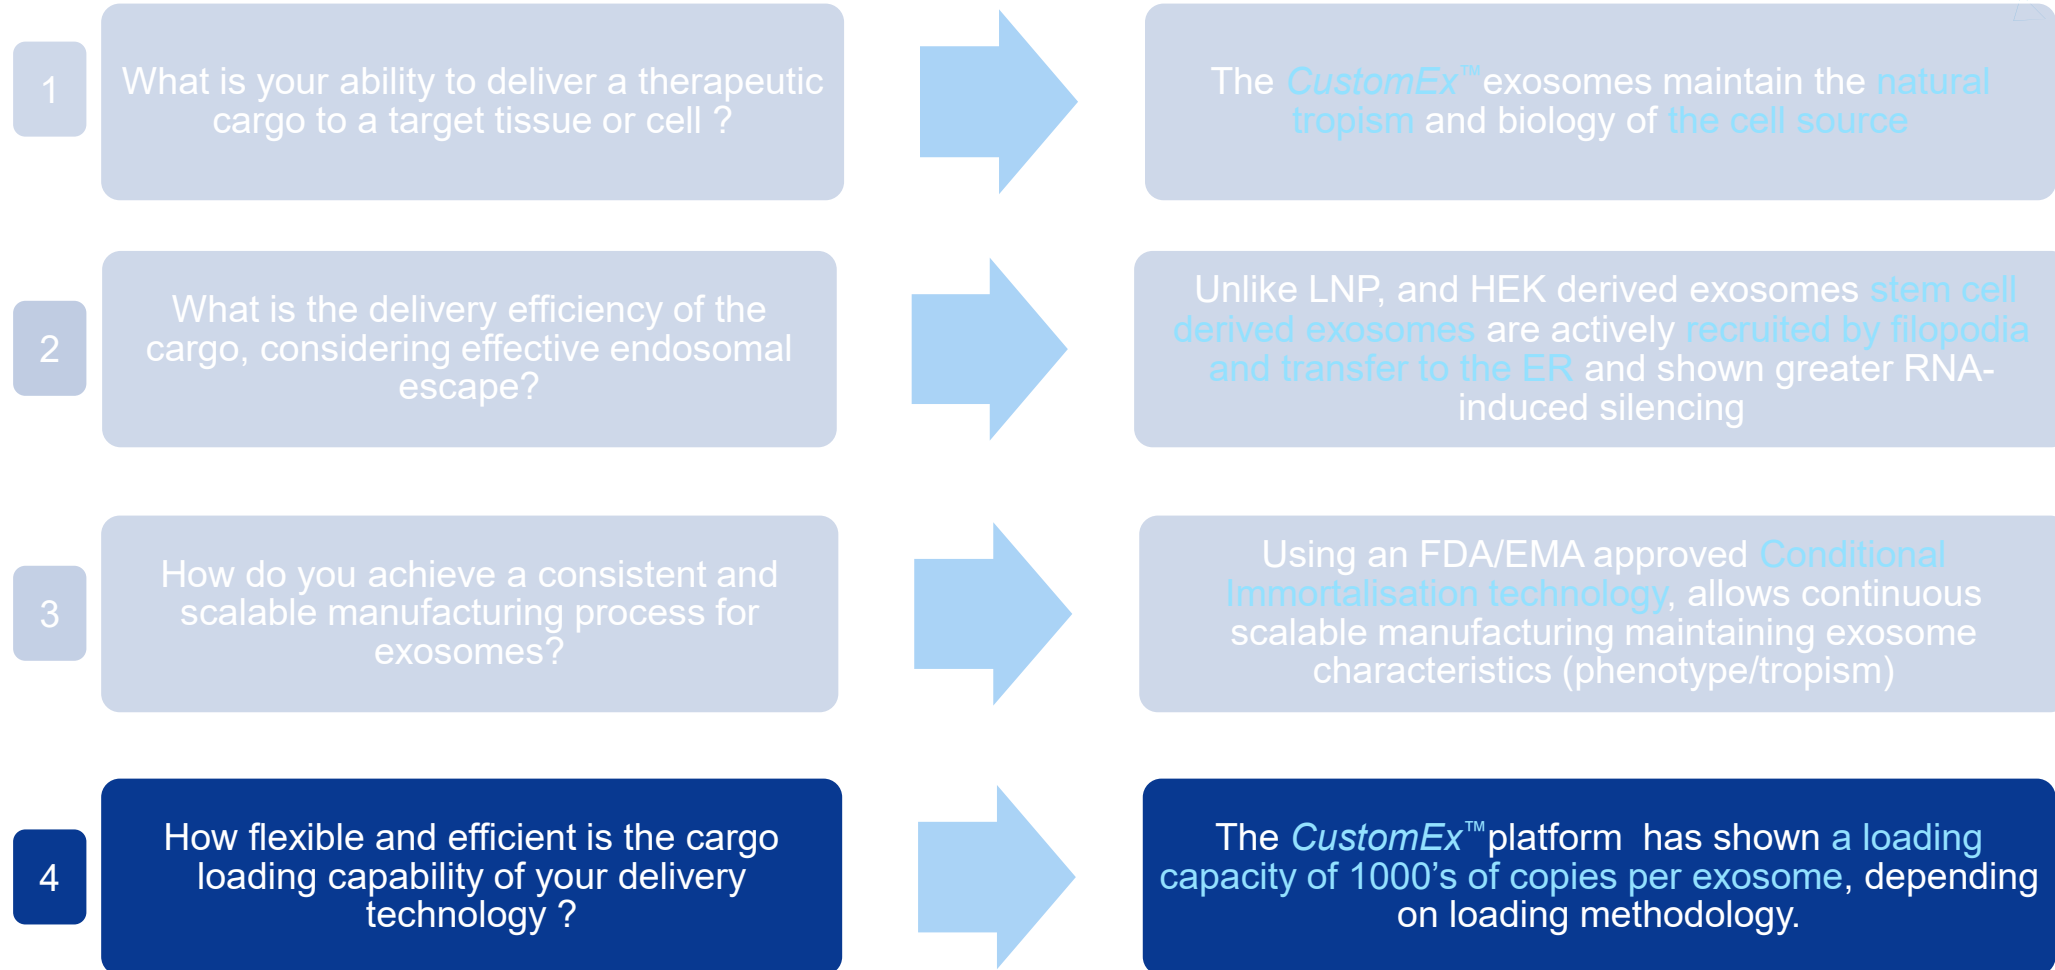 1
What is your ability to deliver a therapeutic
cargo to a target tissue or cell ?
The CustomEx™ exosomes maintain the natural
tropism and biology of the cell source
2
What is the delivery efficiency of the
cargo, considering effective endosomal
escape?
Unlike LNP, and HEK derived exosomes stem cell
derived exosomes are actively recruited by filopodia
and transfer to the ER and shown greater RNA-
induced silencing
3
How do you achieve a consistent and
scalable manufacturing process for
exosomes?
Using an FDA/EMA approved Conditional
Immortalisation technology, allows continuous
scalable manufacturing maintaining exosome
characteristics (phenotype/tropism)
4
How flexible and efficient is the cargo
loading capability of your delivery
technology ?
The CustomEx™ platform  has shown a loading
capacity of 1000’s of copies per exosome, depending
on loading methodology.